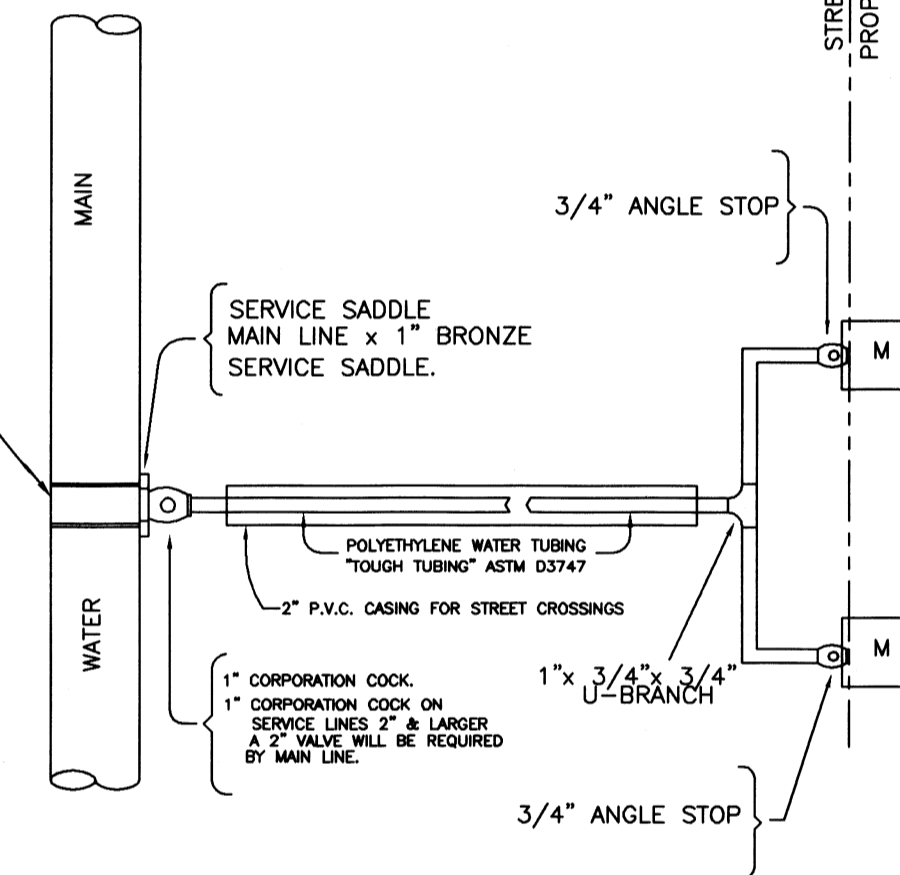 STRE
PROP
MAIN
3/4" ANGLE STOP
SERVICE SADDLE
MAIN LINE x 1" BRONZE
SERVICE SADDLE.
M
POLYETHYLENE WATER TUBING
"TOUGH TUBING" ASTM D3747
2" P.V.C. CASING FOR STREET CROSSINGS
WATER
M
1"x 3/4"x 3/4"
U-BRANCH
1" CORPORATION COCK.
1" CORPORATION COCK ON
SERVICE LINES 2" & LARGER
A 2" VALVE WILL BE REQUIRED
BY MAIN LINE.
3/4" ANGLE STOP